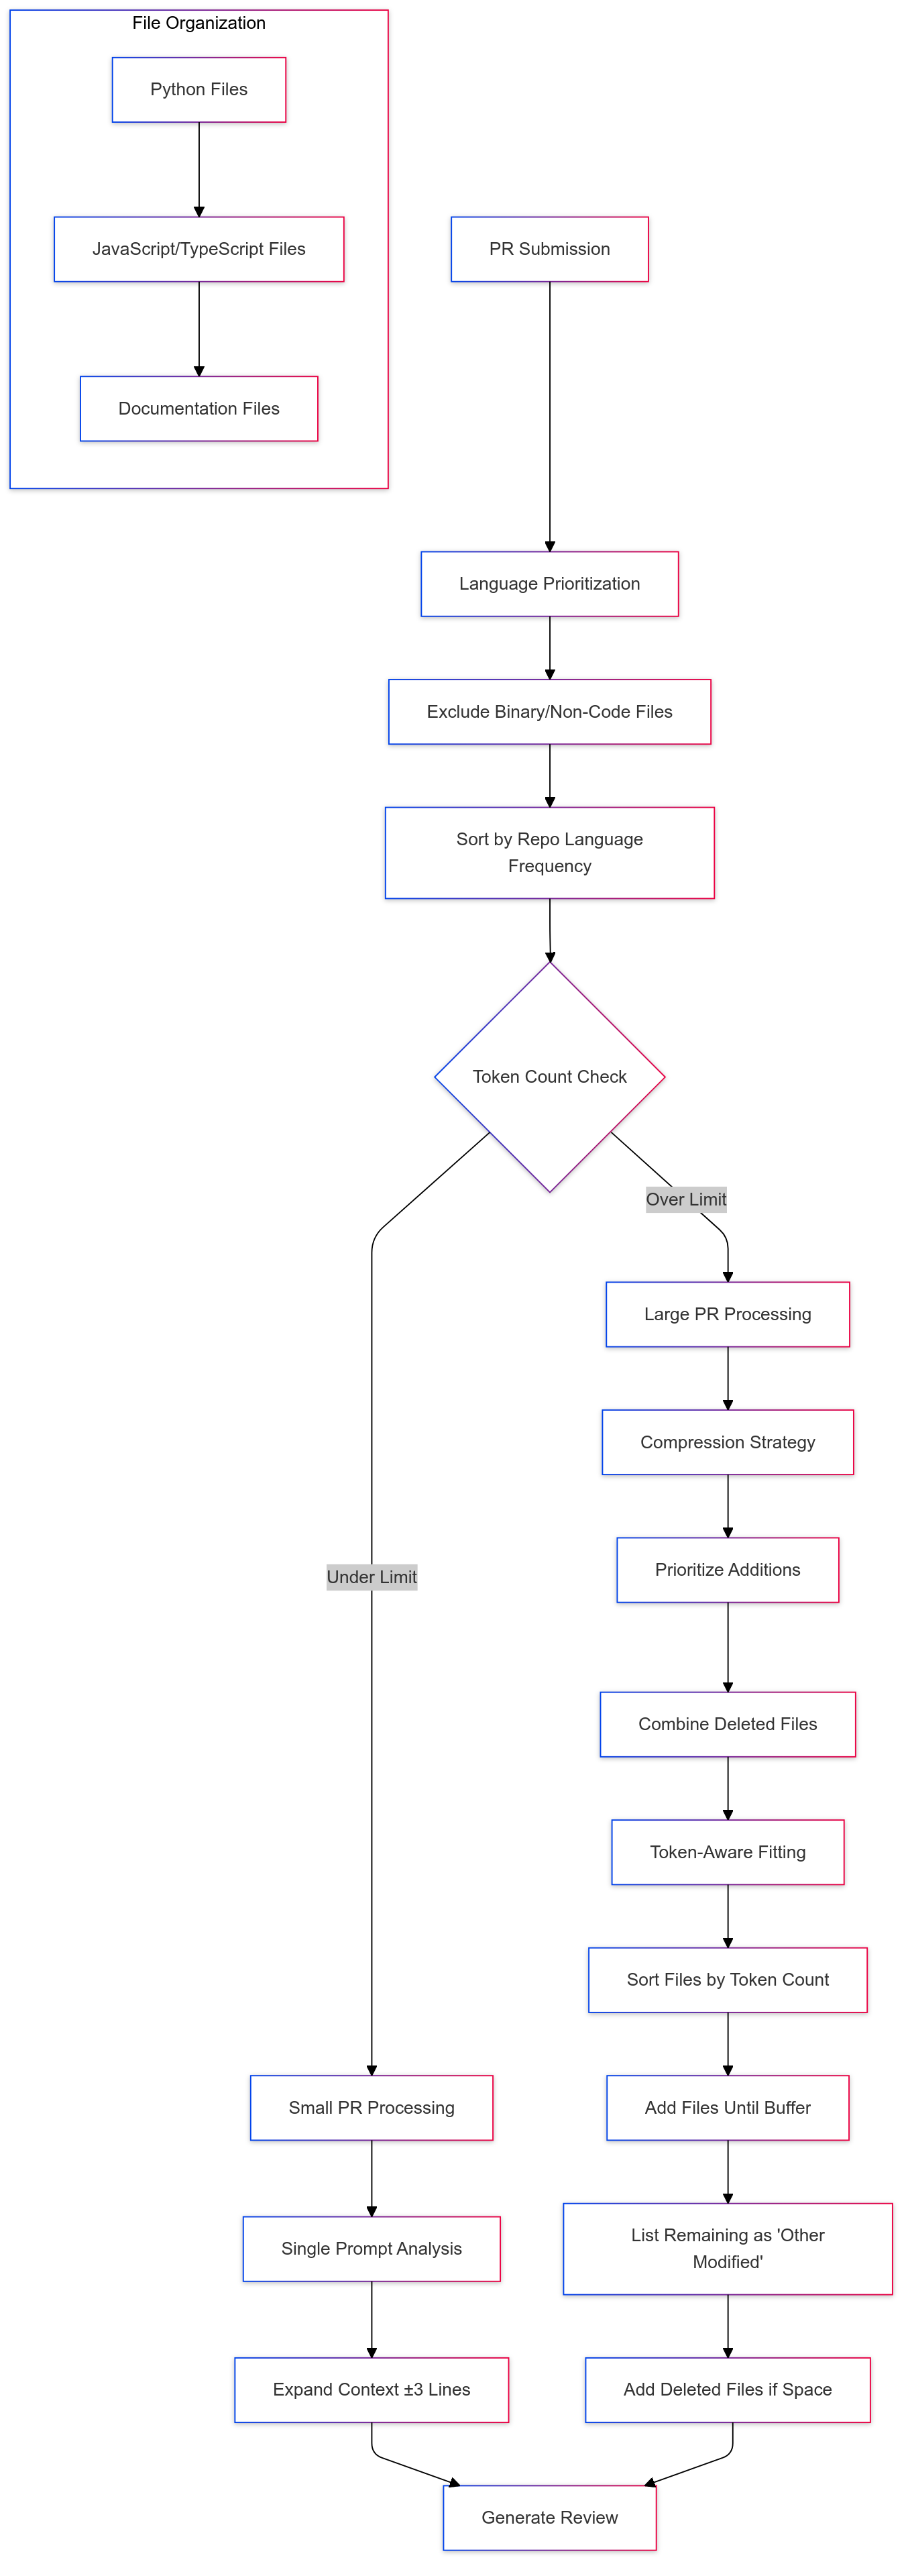 File Organization
Python Files
JavaScript/TypeScript Files
Documentation Files
PR Submission
Language Prioritization
Exclude Binary/Non-Code Files
Sort by Repo Language
Frequency
Token Count Check
Over Limit
Large PR Processing
Compression Strategy
Prioritize Additions
Under Limit
Combine Deleted Files
Token-Aware Fitting
Sort Files by Token Count
Small PR Processing
Add Files Until Buffer
Single Prompt Analysis
List Remaining as 'Other
Modified'
Expand Context ±3 Lines
Add Deleted Files if Space
Generate Review